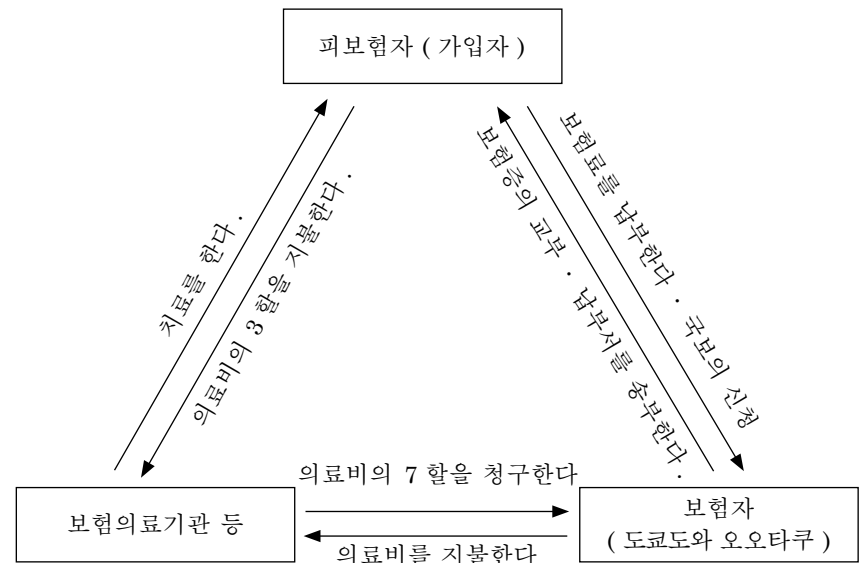 피보험자 ( 가입자 )
치료를 한다 .
의료비의 3 할을 지불한다 .
보험증의 교부 · 납부서를 송부한다 .
보험료를 납부한다 · 국보의 신청
의료비의 7 할을 청구한다
보험의료기관 등
의료비를 지불한다
보험자
( 도쿄도와 오오타쿠 )